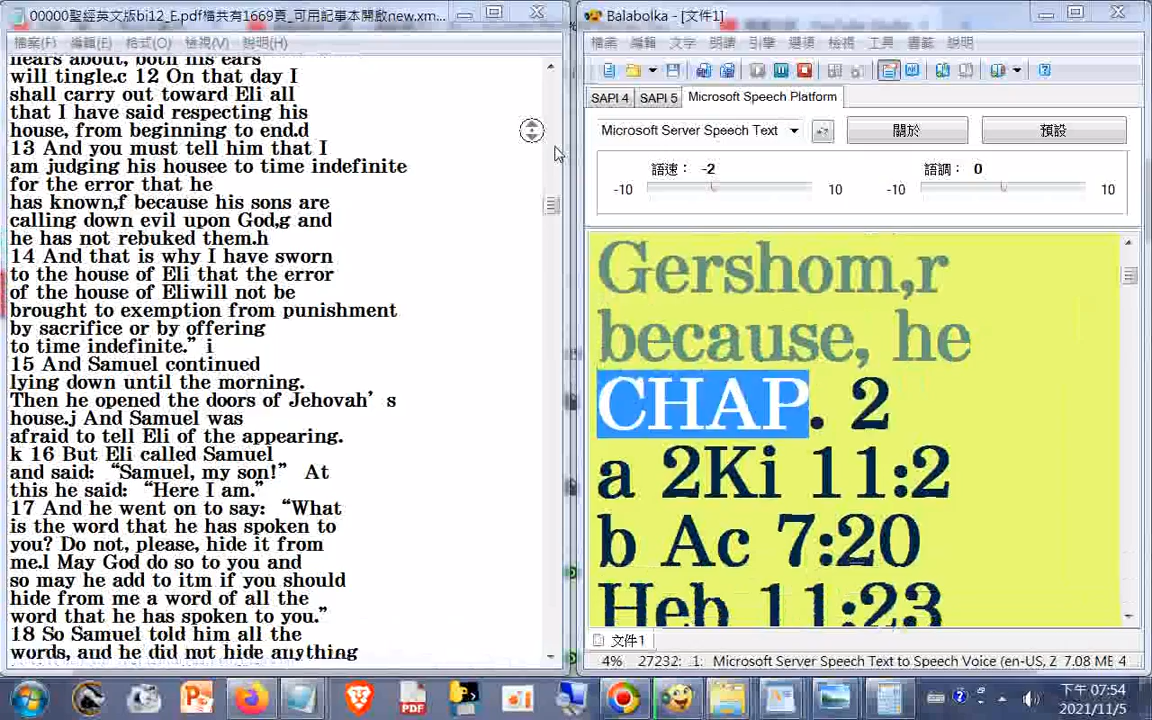 00000聖經英文版bi12_E.pdf檔共有1669頁_可用記事本開啟new.xm...
檔案(F) 編輯(E) 格式(O) 檢視(V) 說明(H)
hears about, both his ears
will tingle.c 12 On that day I
shall carry out toward Eli all
that I have said respecting his
house, from beginning to end.d
13 And you must tell him that I
am judging his housee to time indefinite
for the error that he
has known,f because his sons are
calling down evil upon God,g and
he has not rebuked them.h
14 And that is why I have sworn
to the house of Eli that the error
of the house of Eliwill not be
brought to exemption from punishment
by sacrifice or by offering
to time indefinite.” i
15 And Samuel continued
lying down until the morning.
Then he opened the doors of Jehovah’s
house.j And Samuel was
afraid to tell Eli of the appearing.
k 16 But Eli called Samuel
and said: “Samuel, my son!” At
this he said: “Here I am.”
17 And he went on to say: “What
is the word that he has spoken to
you? Do not, please, hide it from
me.l May God do so to you and
so may he add to itm if you should
hide from me a word of all the
word that he has spoken to you.”
18 So Samuel told him all the
words, and he did not hide anything
Balabolka - [文件1]
檔案 編輯 文字 朗讀 引擎 選項 檢視 工具 書籤 說明
SAPI 4 SAPI 5 Microsoft Speech Platform
Microsoft Server Speech Text 關於 預設
語速： -2 語調： 0
-10 10 -10 10
Gershom,r
because, he
CHAP. 2
a 2Ki 11:2
b Ac 7:20
Heb 11:23
文件1
4% 27232: 1: Microsoft Server Speech Text to Speech Voice (en-US, Z 7.08 ME 4
下午 07:54
2021/11/5